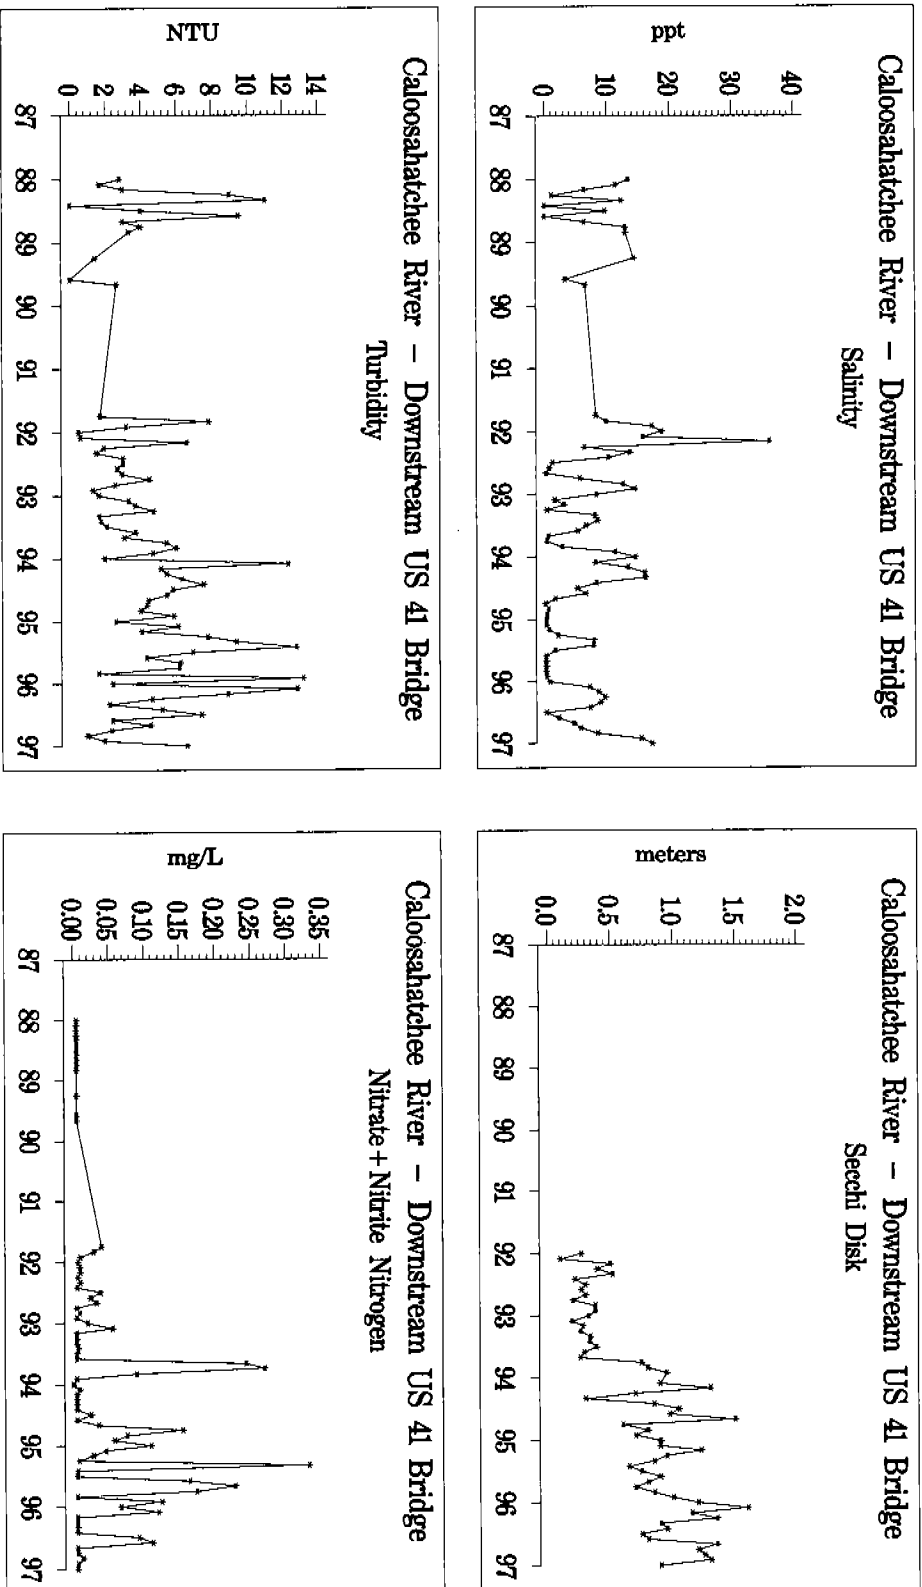 Caloosahatchee River – Downstream US 41 Bridge
Salinity
ppt
40
30
20
10
0
87 88 89 90 91 92 93 94 95 96 97
Caloosahatchee River – Downstream US 41 Bridge
Secchi Disk
meters
2.0
1.5
1.0
0.5
0.0
87 88 89 90 91 92 93 94 95 96 97
Caloosahatchee River – Downstream US 41 Bridge
Turbidity
NTU
14
12
10
8
6
4
2
0
87 88 89 90 91 92 93 94 95 96 97
Caloosahatchee River – Downstream US 41 Bridge
Nitrate+Nitrite Nitrogen
mg/L
0.35
0.30
0.25
0.20
0.15
0.10
0.05
0.00
87 88 89 90 91 92 93 94 95 96 97